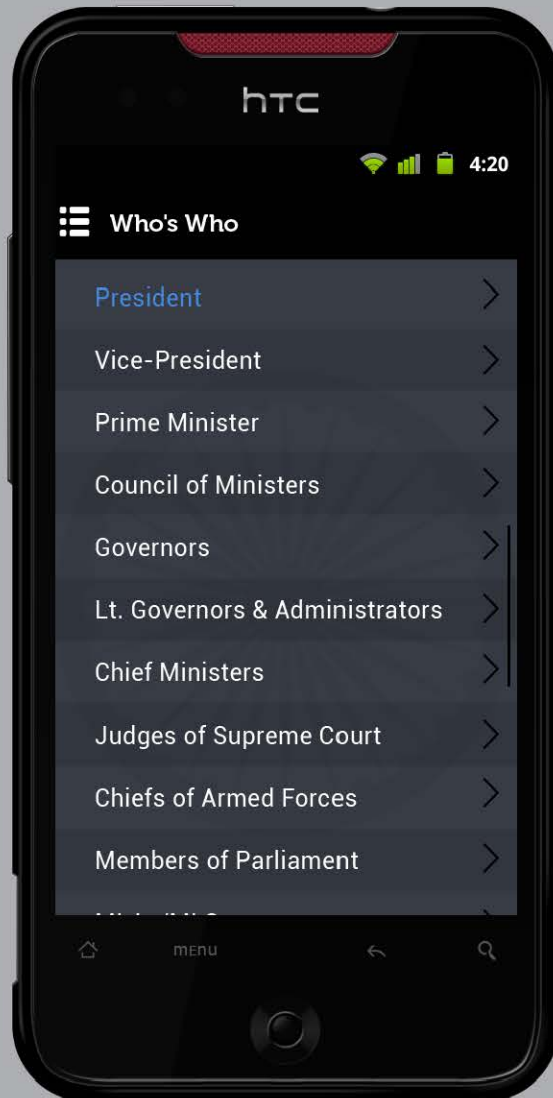 hTC
4:20
Who's Who
President
Vice-President
Prime Minister
Council of Ministers
Governors
Lt. Governors & Administrators
Chief Ministers
Judges of Supreme Court
Chiefs of Armed Forces
Members of Parliament
mEnu